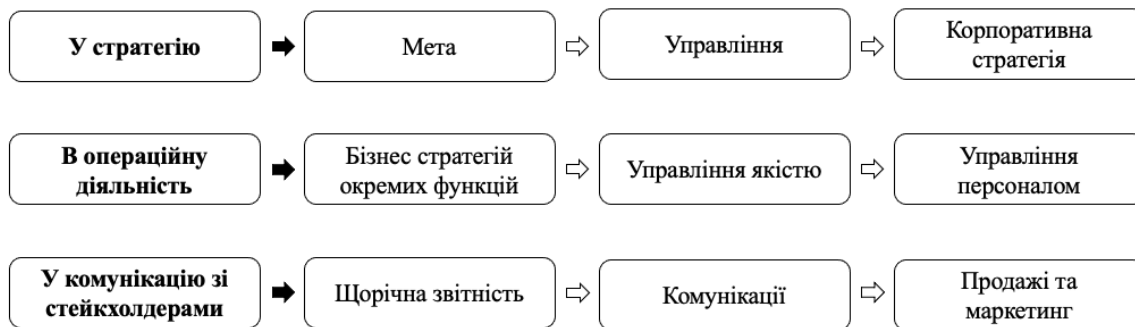 У стратегію
Мета
Управління
Корпоративна
стратегія
В операційну
діяльність
Бізнес стратегій
окремих функцій
Управління якістю
Управління
персоналом
У комунікацію зі
стейкхолдерами
Щорічна звітність
Комунікації
Продажі та
маркетинг